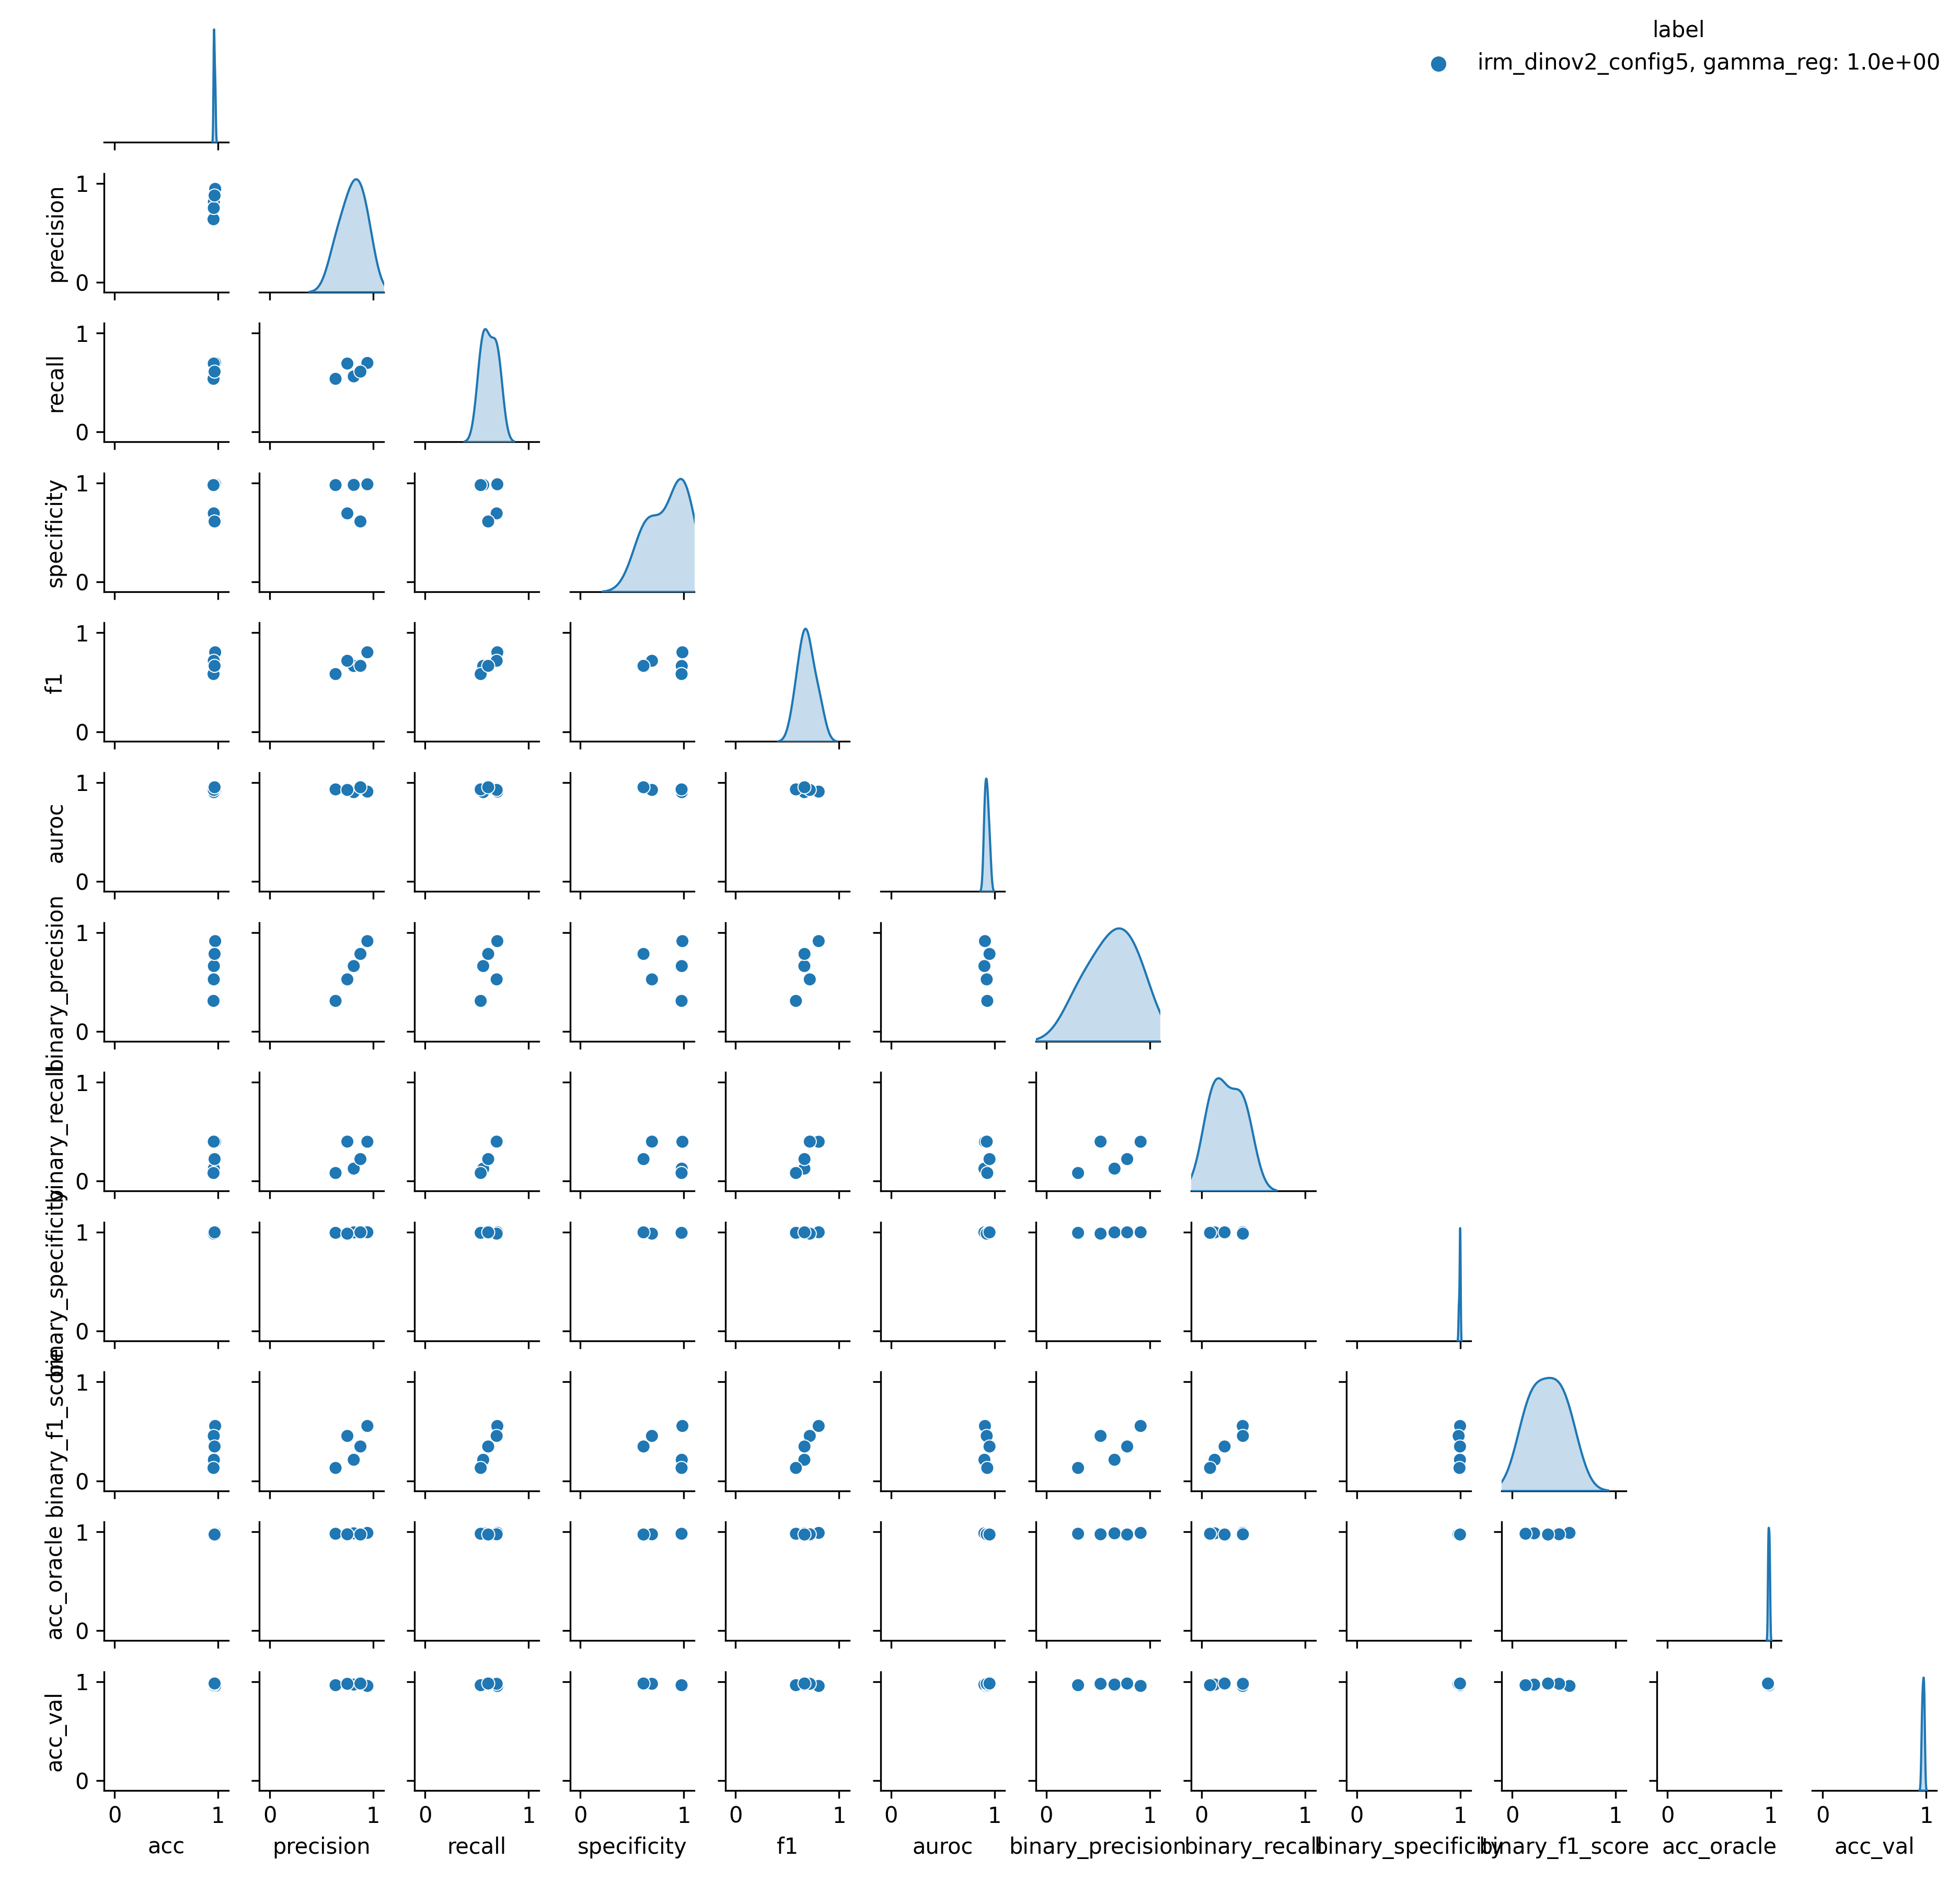 label
irm_dinov2_config5, gamma_reg: 1.0e+00
precision
1
0
recall
1
0
specificity
1
0
f1
1
0
auroc
1
0
binary_precision
1
0
binary_recall
1
0
binary_specificity
1
0
binary_f1_score
1
0
acc_oracle
1
0
acc_val
1
0
0 1 0 1 0 1 0 1 0 1 0 1 0 1 0 1 0 1 0 1 0 1 0 1
acc precision recall specificity f1 auroc binary_precision binary_recall binary_specificity binary_f1_score acc_oracle acc_val